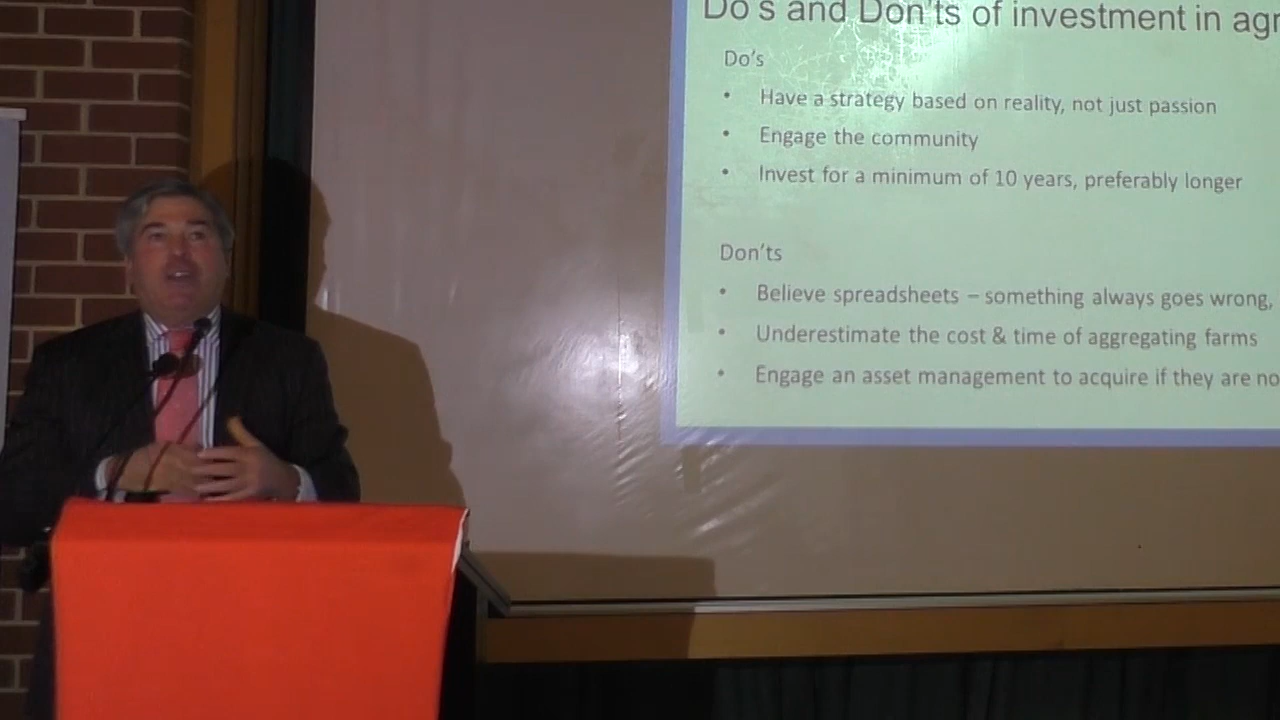 Do's and Don'ts of investment in agr
Do's
• Have a strategy based on reality, not just passion
• Engage the community
• Invest for a minimum of 10 years, preferably longer
Don'ts
• Believe spreadsheets – something always goes wrong,
• Underestimate the cost & time of aggregating farms
• Engage an asset management to acquire if they are no